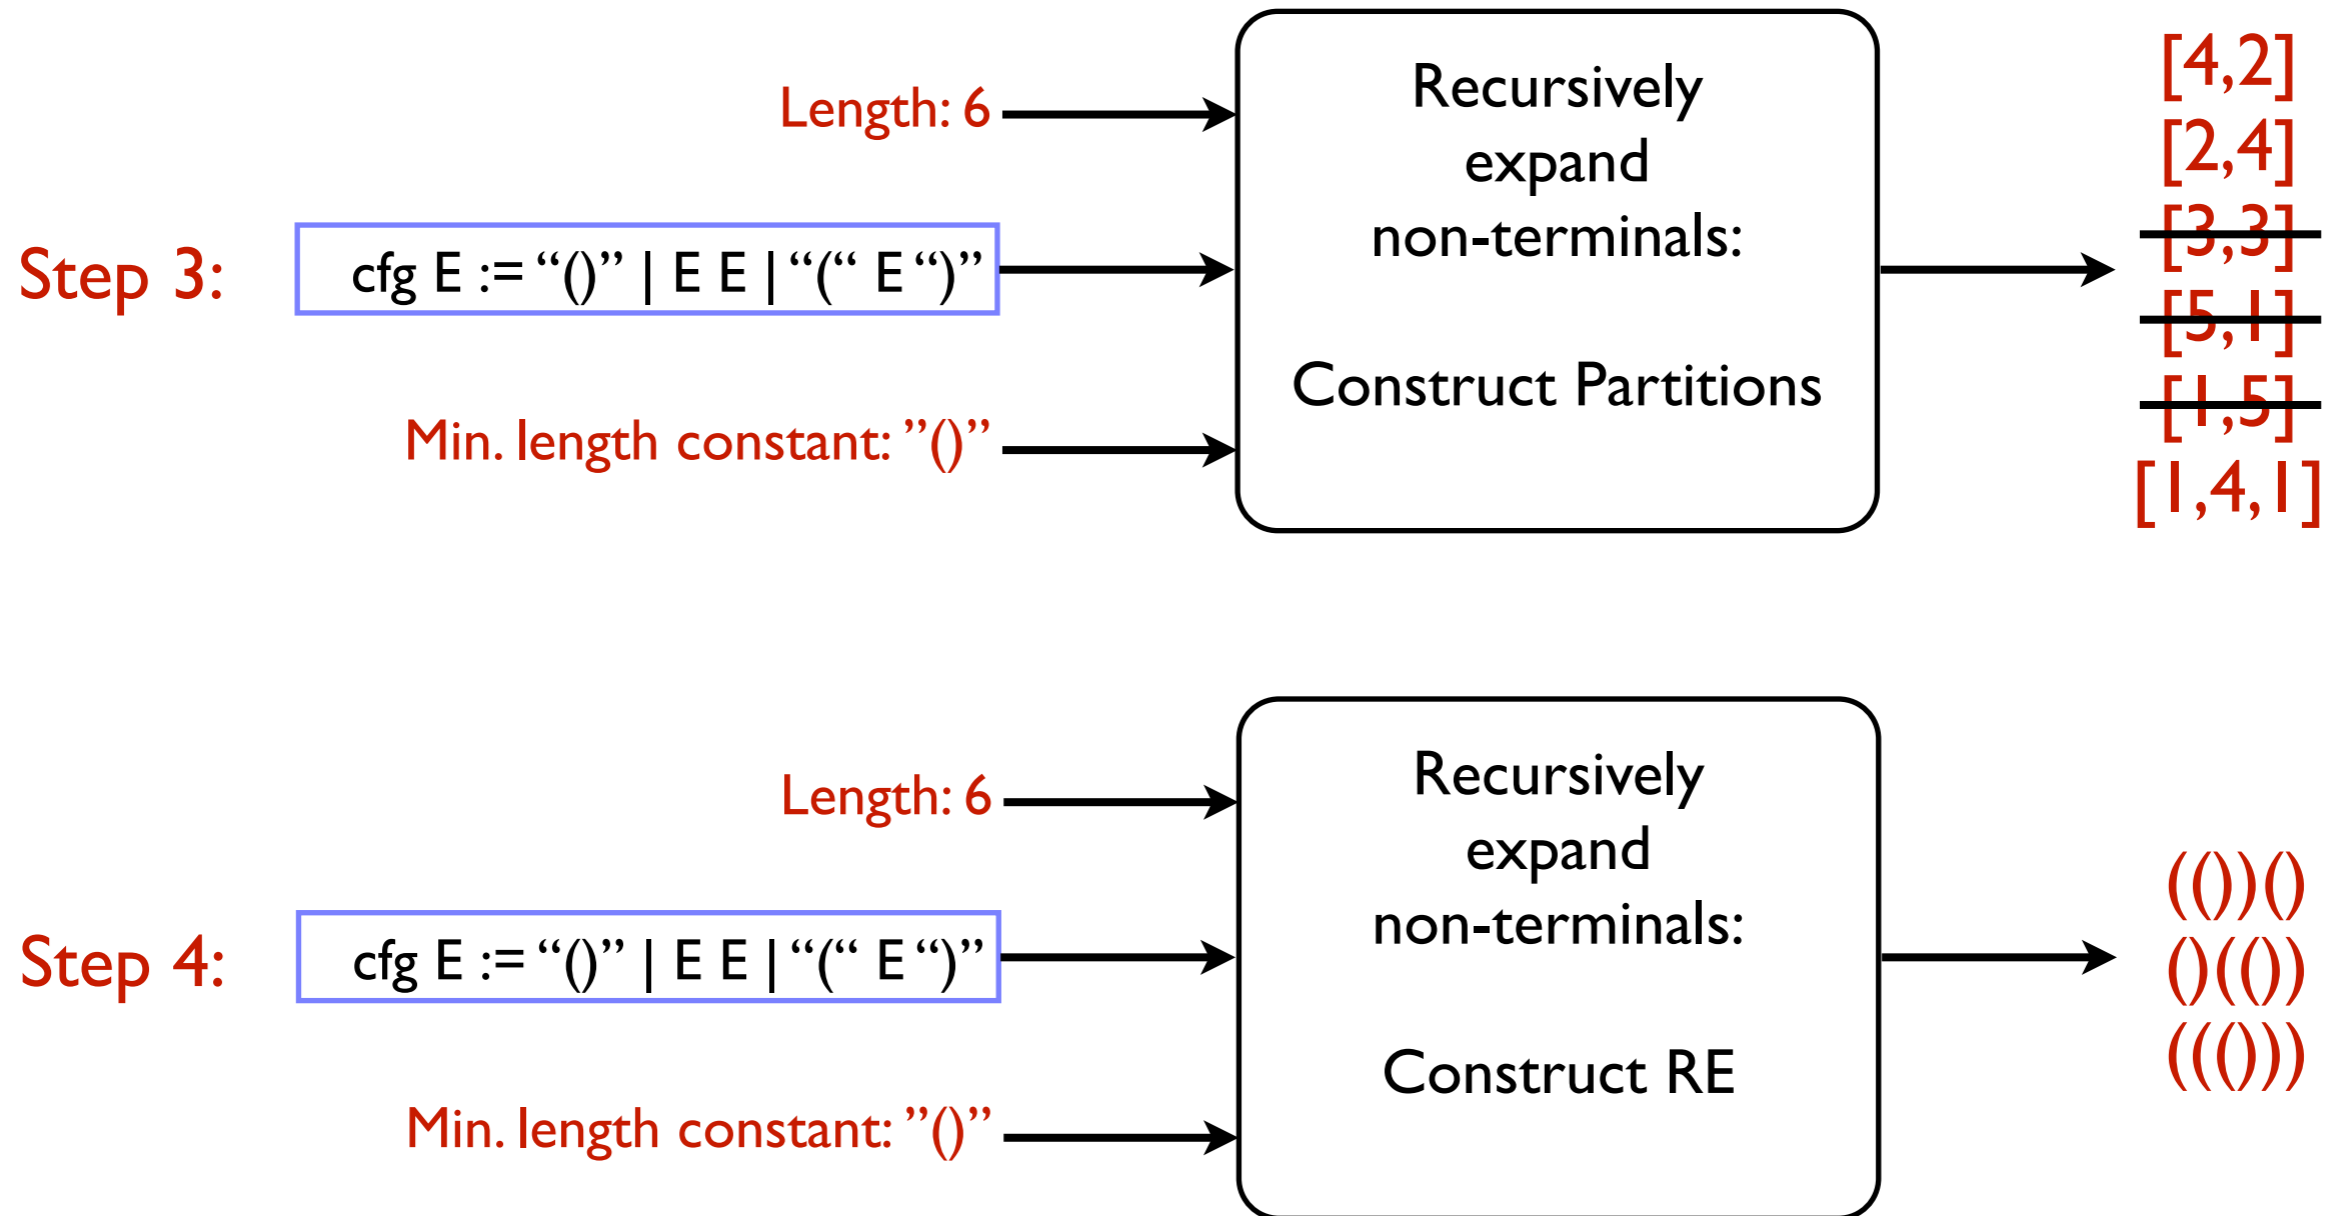 Step 3:
Length: 6
cfg E := “()” | E E | “(“ E “)”
Min. length constant: ”()”
Recursively
expand
non-terminals:
Construct Partitions
[4,2]
[2,4]
[3,3]
[5,1]
[1,5]
[1,4,1]
Step 4:
Length: 6
cfg E := “()” | E E | “(“ E “)”
Min. length constant: ”()”
Recursively
expand
non-terminals:
Construct RE
(())()
()(())
((()))